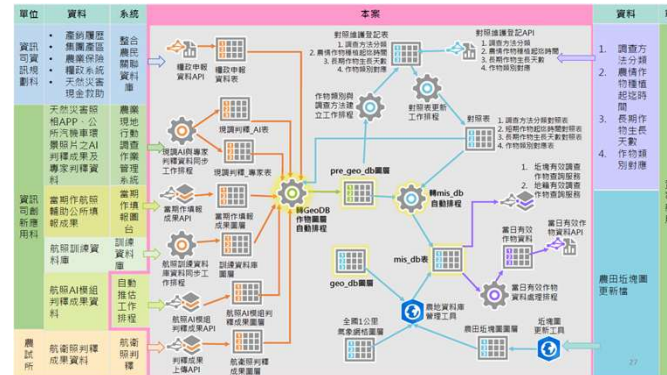 單位
資料
系統
本案
資料
資訊
司資
訊規
劃科
• 產銷履歷
• 集團產區
• 農業保險
• 糧政系統
• 天然災害
現金救助
整合
農民
關聯
資料
庫
糧政申報
資料API
糧政申報
資料表
對照維護登記表
1. 調查方法分類
2. 農情作物種植起迄時間
3. 長期作物生長天數
4. 作物類別對應
對照維護登記API
1. 調查方法分類
2. 農情作物種植起迄時間
3. 長期作物生長天數
4. 作物類別對應
1. 調查方
法分類
2. 農情作
物種植
起迄時
間
3. 長期作
物生長
天數
4. 作物類
別對應
作物類別與
調查方法建
立工作排程
對照表更新
工作排程
對照表
1. 調查方法分類對照表
2. 短期作物起迄時間對照表
3. 長期作物生長天數對照表
4. 作物類別對應表
資訊
司創
新應
用科
天然災害照
相APP、公
所汽機車環
景照片之AI
判釋成果及
專家判釋資
料
農業
現地
行動
調查
作業
管理
系統
現調AI與專家
判釋資料同步
工作排程
現調判釋_AI表
現調判釋_專家表
pre_geo_db圖層
轉GeoDB
作物圖層
自動排程
轉mis_db
自動排程
1. 坵塊有效調查
作物查詢服務
2. 地籍有效調查
作物查詢服務
當期作航照
輔助公所填
報成果
當期
作填
報圖
台
當期作填報
成果API
當期作填報
成果圖層
航照訓練資
料庫
訓練
資料
庫
航照訓練資料
庫資料同步工
作排程
訓練資料庫
圖層
geo_db圖層
mis_db表
當日有效
作物資料
當日有效作
物資料API
當日有效作物
資料處理排程
航照AI模組
判釋成果資
料
自動
推估
工作
排程
航照AI模組
判釋成果API
航照AI模組判
釋成果圖層
農地資料庫
管理工具
農田坵塊圖
更新檔
農
試
所
航衛照判釋
成果資料
航衛
照判
釋
判釋成果
上傳API
航衛照判釋
成果圖層
全國1公里
氣象網格圖層
農田坵塊圖圖層
坵塊圖
更新工具
27